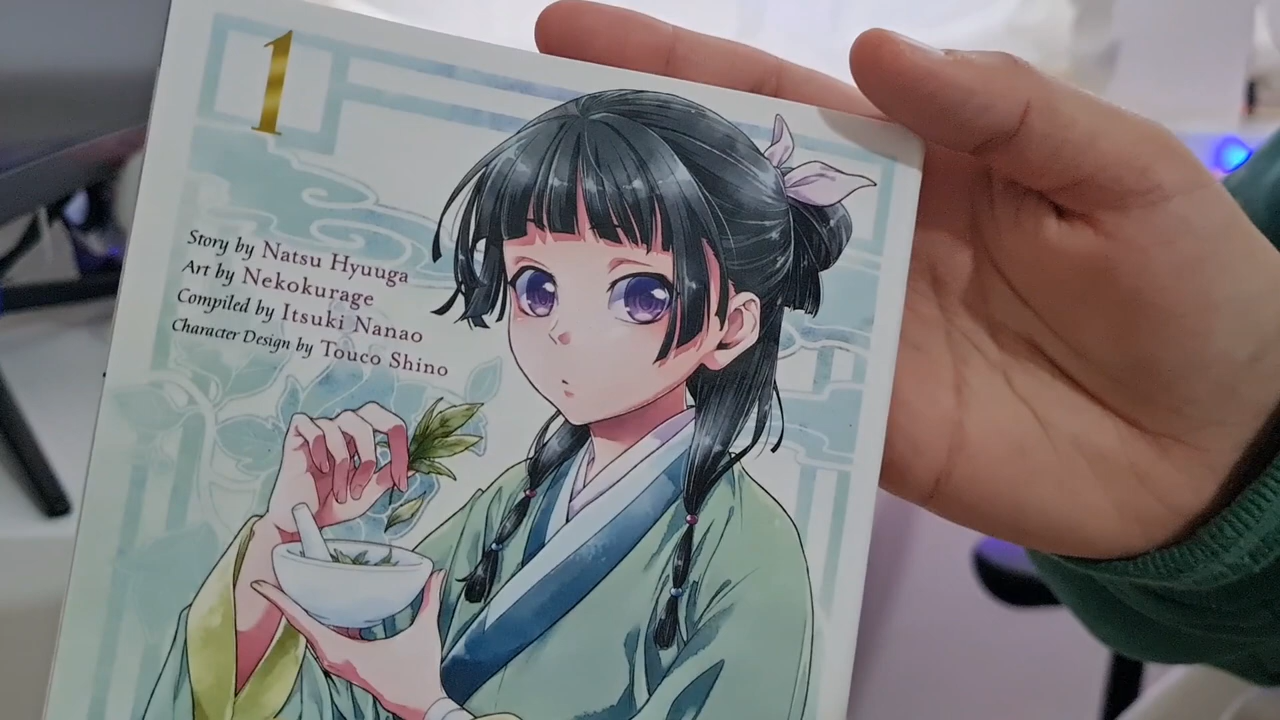 1
Story by Natsu Hyuuga
Art by Nekokurage
Compiled by Itsuki Nanao
Character Design by Touco Shino